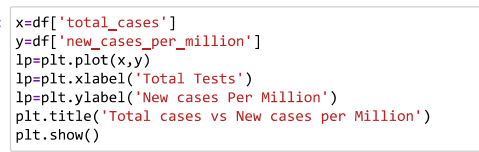 x=df['total_cases']
y=df['new_cases_per_million']
lp=plt.plot(x,y)
lp=plt.xlabel('Total Tests')
lp=plt.ylabel('New cases Per Million')
plt.title('Total cases vs New cases per Million')
plt.show()